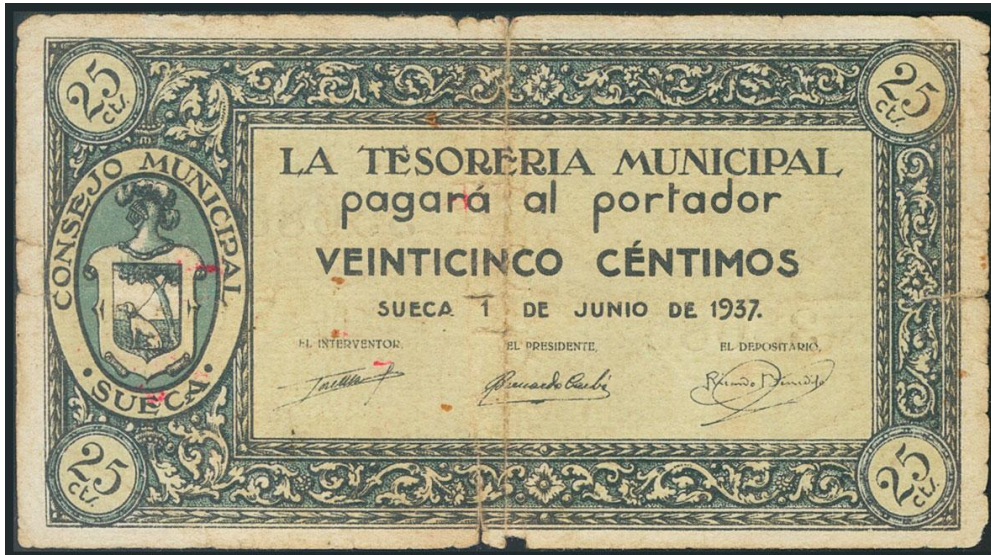 25 cts.
25 cts.
CONSEJO MUNICIPAL
· SUECA ·
LA TESORERIA MUNICIPAL
pagará al portador
VEINTICINCO CÉNTIMOS
SUECA 1 DE JUNIO DE 1937.
EL INTERVENTOR, EL PRESIDENTE, EL DEPOSITARIO,
Bernardo
25 cts.
25 cts.